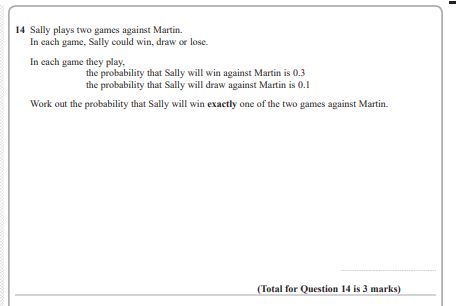 14 Sally plays two games against Martin.
In each game, Sally could win, draw or lose.
In each game they play,
the probability that Sally will win against Martin is 0.3
the probability that Sally will draw against Martin is 0.1
Work out the probability that Sally will win exactly one of the two games against Martin.
(Total for Question 14 is 3 marks)